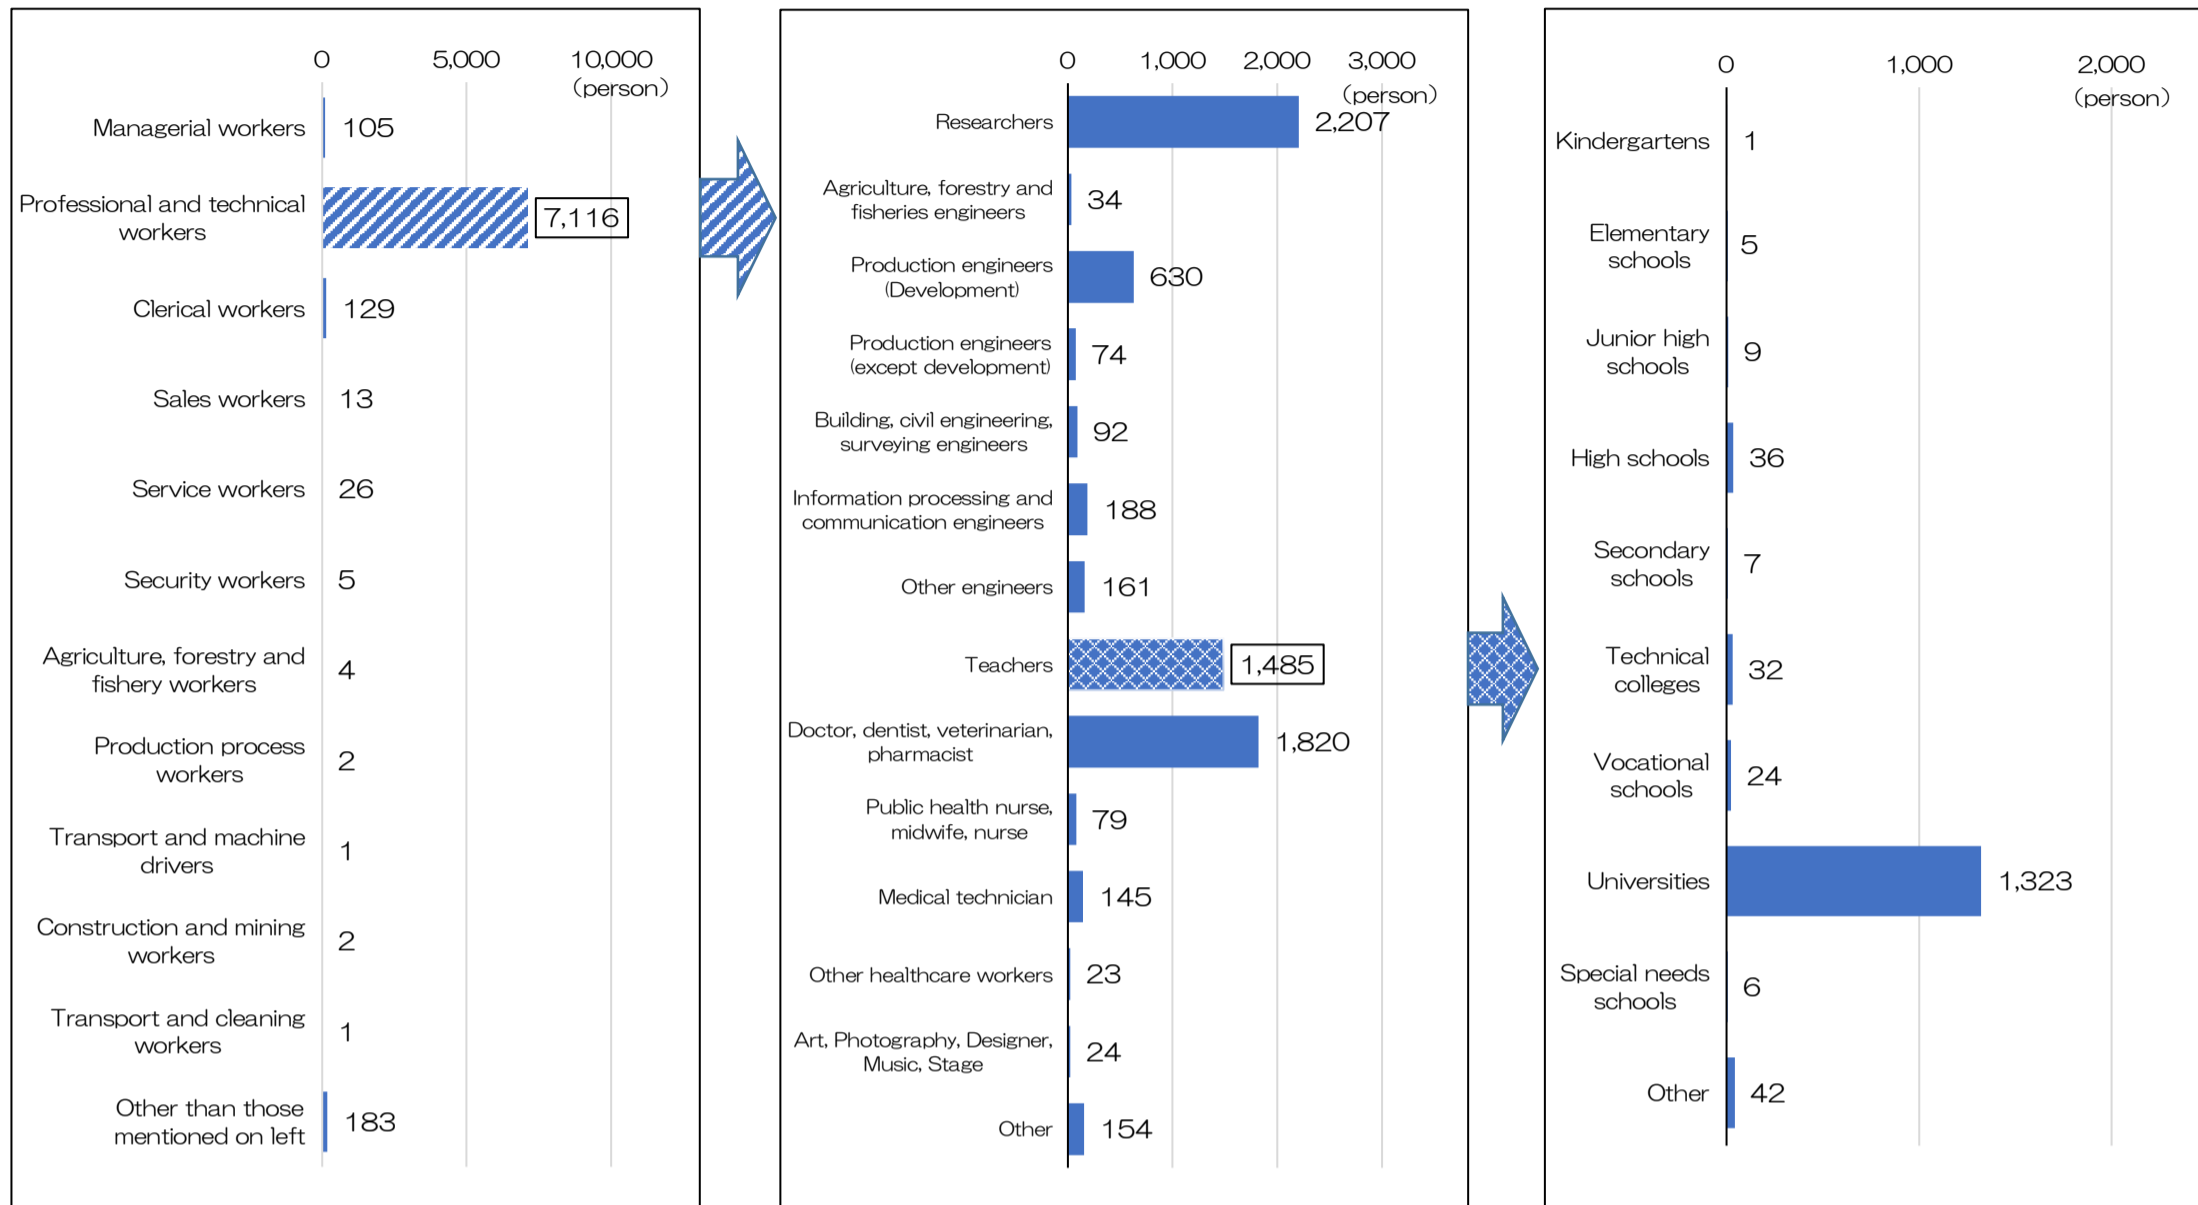 0 5,000 10,000
(person)
Managerial workers 105
Professional and technical
workers
7,116
Clerical workers 129
Sales workers 13
Service workers 26
Security workers 5
Agriculture, forestry and
fishery workers
4
Production process
workers
2
Transport and machine
drivers
1
Construction and mining
workers
2
Transport and cleaning
workers
1
Other than those
mentioned on left
183
0 1,000 2,000 3,000
(person)
Researchers 2,207
Agriculture, forestry and
fisheries engineers
34
Production engineers
(Development)
630
Production engineers
(except development)
74
Building, civil engineering,
surveying engineers
92
Information processing and
communication engineers
188
Other engineers 161
Teachers 1,485
Doctor, dentist, veterinarian,
pharmacist
1,820
Public health nurse,
midwife, nurse
79
Medical technician 145
Other healthcare workers 23
Art, Photography, Designer,
Music, Stage
24
Other 154
0 1,000 2,000
(person)
Kindergartens 1
Elementary
schools
5
Junior high
schools
9
High schools 36
Secondary
schools
7
Technical
colleges
32
Vocational
schools
24
Universities 1,323
Special needs
schools
6
Other 42